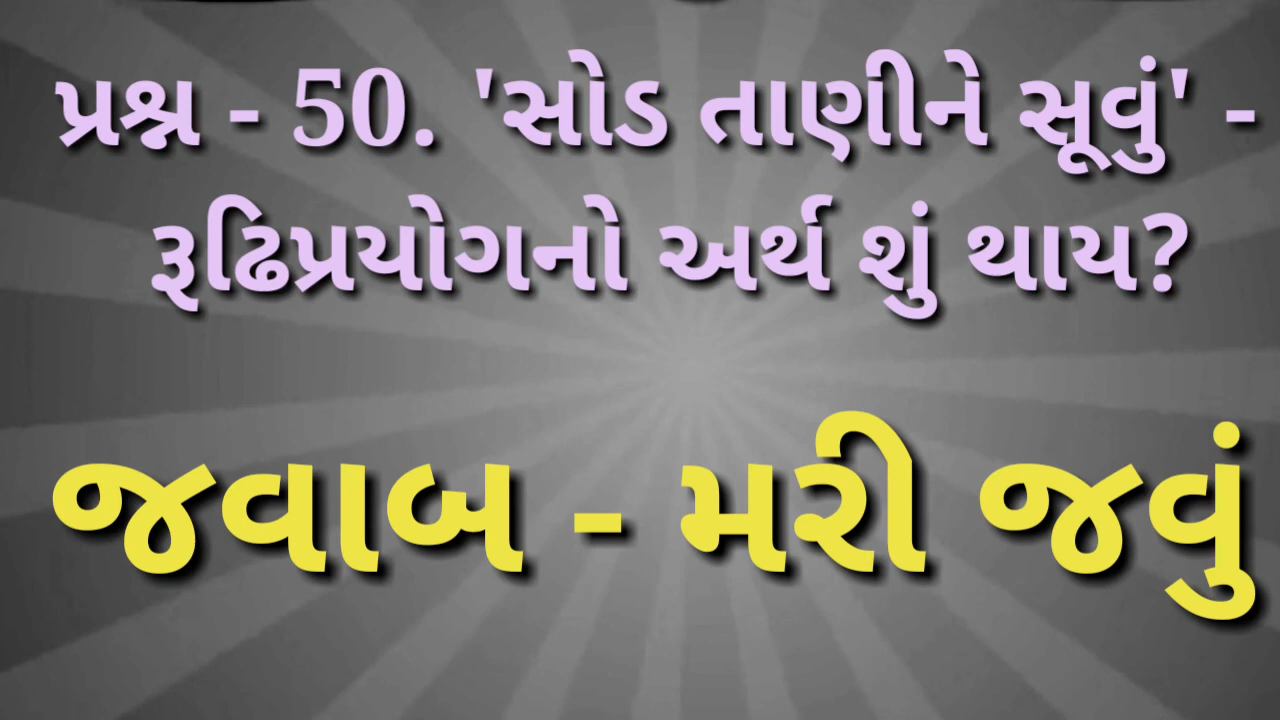 પ્રશ્ન - 50. 'સોડ તાણીને સૂવું' -
રૂઢિપ્રયોગનો અર્થ શું થાય?
જવાબ - મરી જવું